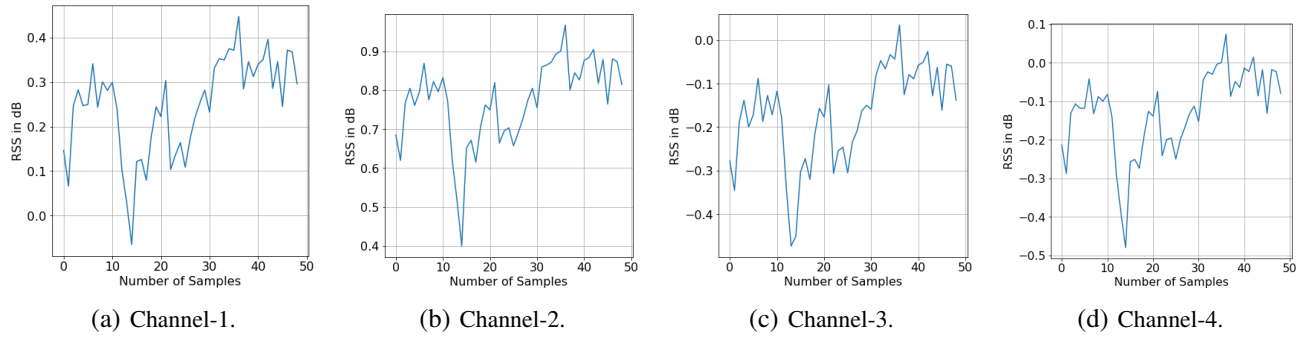 RSS in dB
0.4
0.3
0.2
0.1
0.0
0 10 20 30 40 50
Number of Samples
(a) Channel-1.
RSS in dB
0.9
0.8
0.7
0.6
0.5
0.4
0 10 20 30 40 50
Number of Samples
(b) Channel-2.
RSS in dB
0.0
−0.1
−0.2
−0.3
−0.4
0 10 20 30 40 50
Number of Samples
(c) Channel-3.
RSS in dB
0.1
0.0
−0.1
−0.2
−0.3
−0.4
−0.5
0 10 20 30 40 50
Number of Samples
(d) Channel-4.